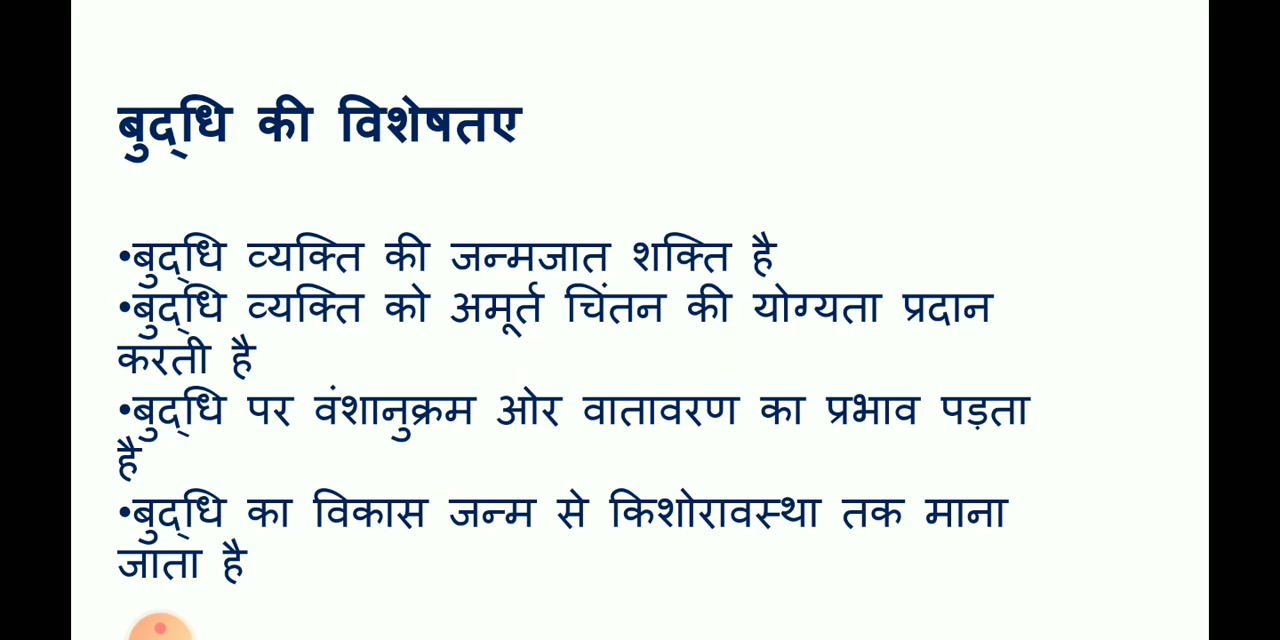 बुद्धि की विशेषतए
•बुद्धि व्यक्ति की जन्मजात शक्ति है
•बुद्धि व्यक्ति को अमूर्त चिंतन की योग्यता प्रदान
करती है
•बुद्धि पर वंशानुक्रम ओर वातावरण का प्रभाव पड़ता
है
•बुद्धि का विकास जन्म से किशोरावस्था तक माना
जाता है